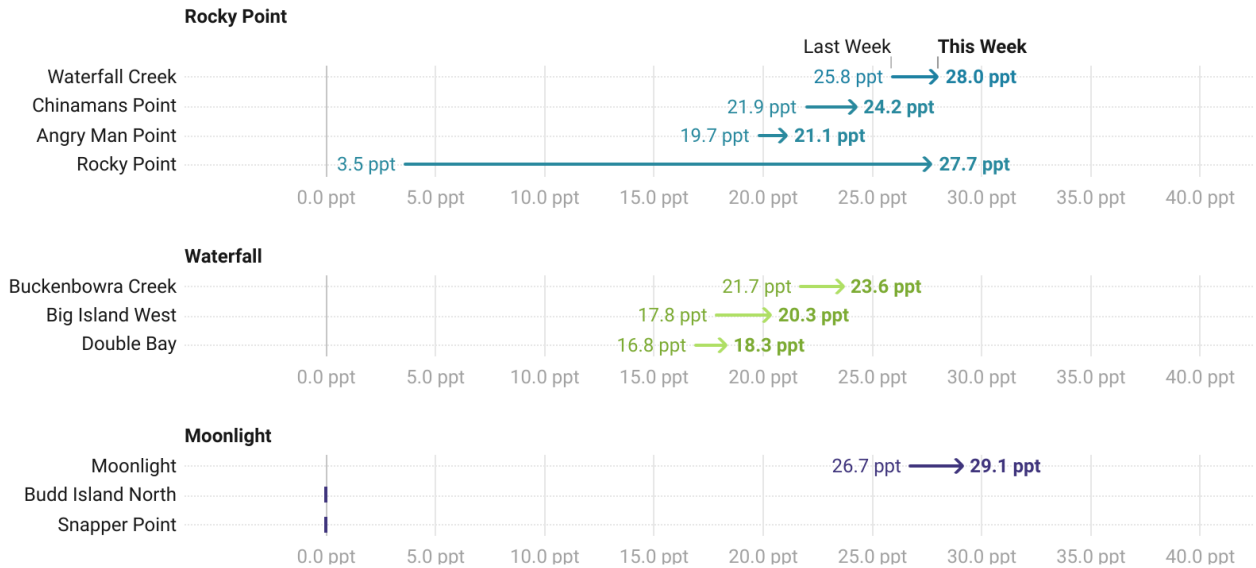 Rocky Point
Last Week This Week
Waterfall Creek 25.8 ppt 28.0 ppt
Chinamans Point 21.9 ppt 24.2 ppt
Angry Man Point 19.7 ppt 21.1 ppt
Rocky Point 3.5 ppt 27.7 ppt
0.0 ppt 5.0 ppt 10.0 ppt 15.0 ppt 20.0 ppt 25.0 ppt 30.0 ppt 35.0 ppt 40.0 ppt
Waterfall
Buckenbowra Creek 21.7 ppt 23.6 ppt
Big Island West 17.8 ppt 20.3 ppt
Double Bay 16.8 ppt 18.3 ppt
0.0 ppt 5.0 ppt 10.0 ppt 15.0 ppt 20.0 ppt 25.0 ppt 30.0 ppt 35.0 ppt 40.0 ppt
Moonlight
Moonlight 26.7 ppt 29.1 ppt
Budd Island North
Snapper Point
0.0 ppt 5.0 ppt 10.0 ppt 15.0 ppt 20.0 ppt 25.0 ppt 30.0 ppt 35.0 ppt 40.0 ppt